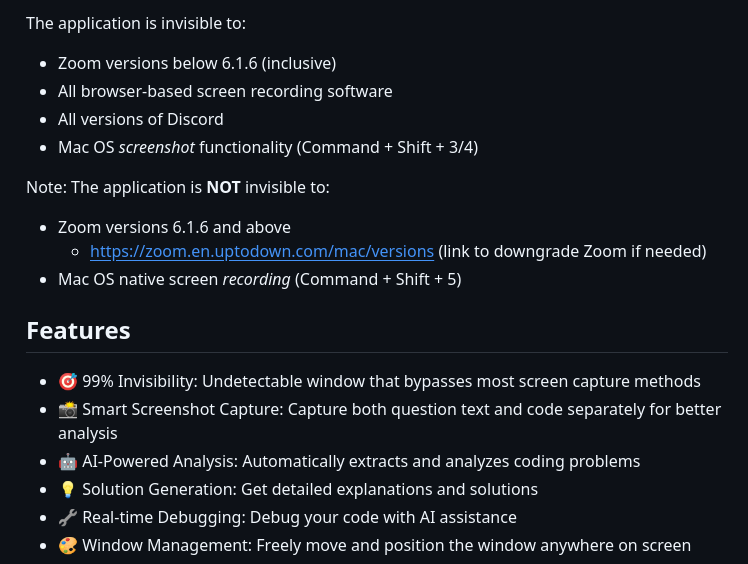 The application is invisible to:
Zoom versions below 6.1.6 (inclusive)
All browser-based screen recording software
All versions of Discord
Mac OS screenshot functionality (Command + Shift + 3/4)
Note: The application is NOT invisible to:
Zoom versions 6.1.6 and above
https://zoom.en.uptodown.com/mac/versions (link to downgrade Zoom if needed)
Mac OS native screen recording (Command + Shift + 5)
Features
🎯 99% Invisibility: Undetectable window that bypasses most screen capture methods
📸 Smart Screenshot Capture: Capture both question text and code separately for better
analysis
🤖 AI-Powered Analysis: Automatically extracts and analyzes coding problems
💡 Solution Generation: Get detailed explanations and solutions
🔧 Real-time Debugging: Debug your code with AI assistance
🎨 Window Management: Freely move and position the window anywhere on screen